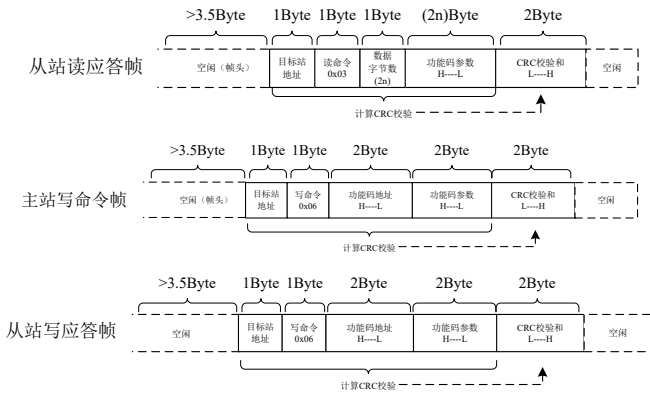 >3.5Byte 1Byte 1Byte 1Byte (2n)Byte 2Byte
从站读应答帧 空闲（帧头） 目标站 地址 读命令 0x03 数据 字节数 (2n) 功能码参数 H----L CRC校验和 L----H 空闲
计算CRC校验
>3.5Byte 1Byte 1Byte 2Byte 2Byte 2Byte
主站写命令帧 空闲（帧头） 目标站 地址 写命令 0x06 功能码地址 H----L 功能码参数 H----L CRC校验和 L----H 空闲
计算CRC校验
>3.5Byte 1Byte 1Byte 2Byte 2Byte 2Byte
从站写应答帧 空闲 目标站 地址 写命令 0x06 功能码地址 H----L 功能码参数 H----L CRC校验和 L----H 空闲
计算CRC校验